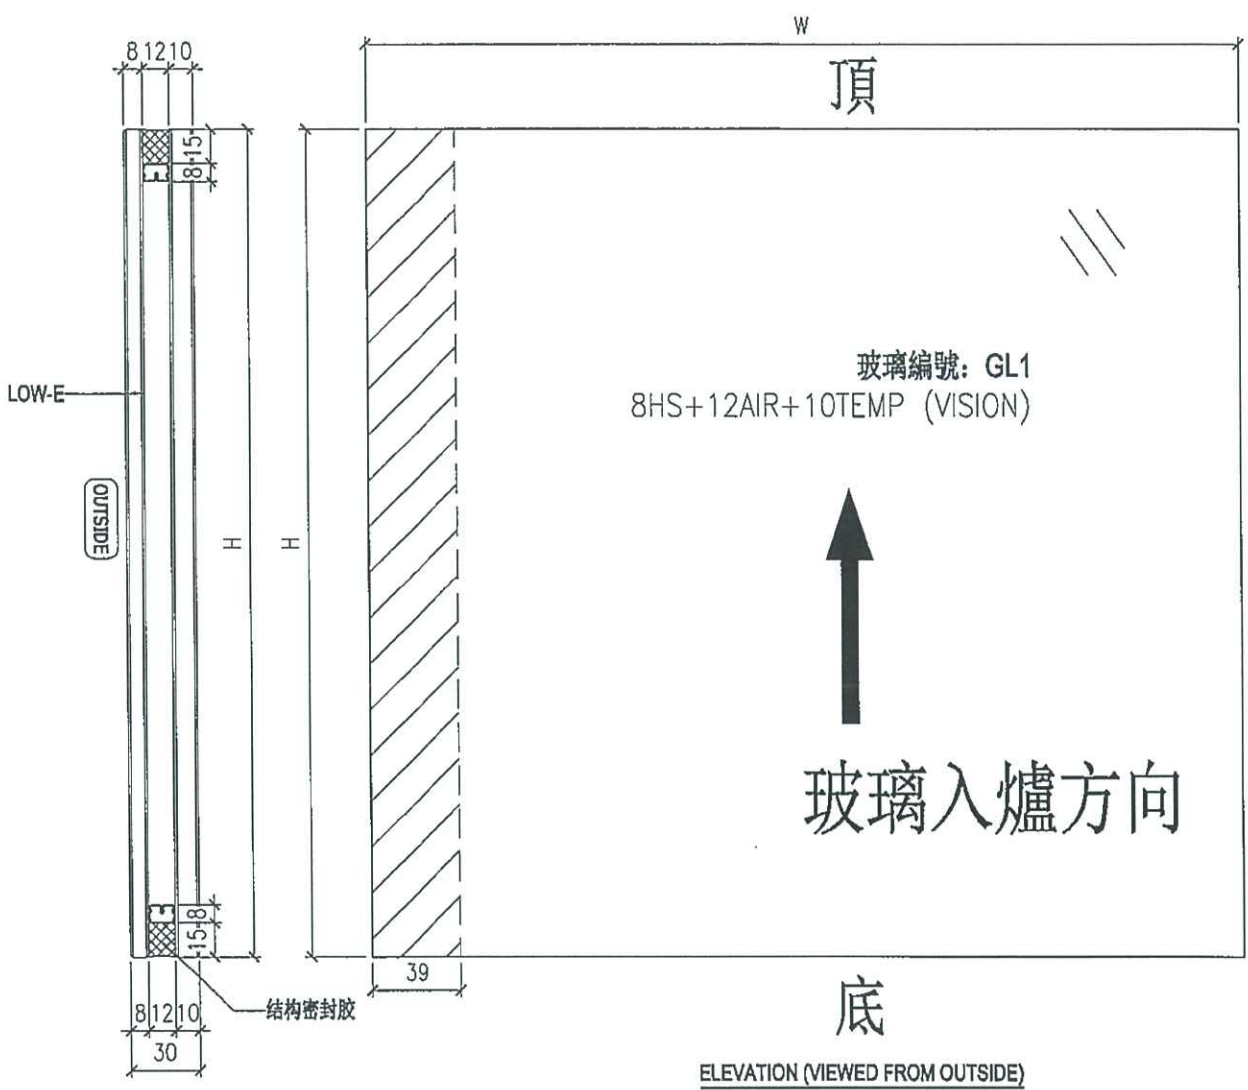 W
8 12 10
頂
15
8
玻璃編號：GL1
LOW-E
8HS+12AIR+10TEMP (VISION)
OUTSIDE
H
H
玻璃入爐方向
8
15
39
8 12 10
结构密封胶
底
30
ELEVATION (VIEWED FROM OUTSIDE)